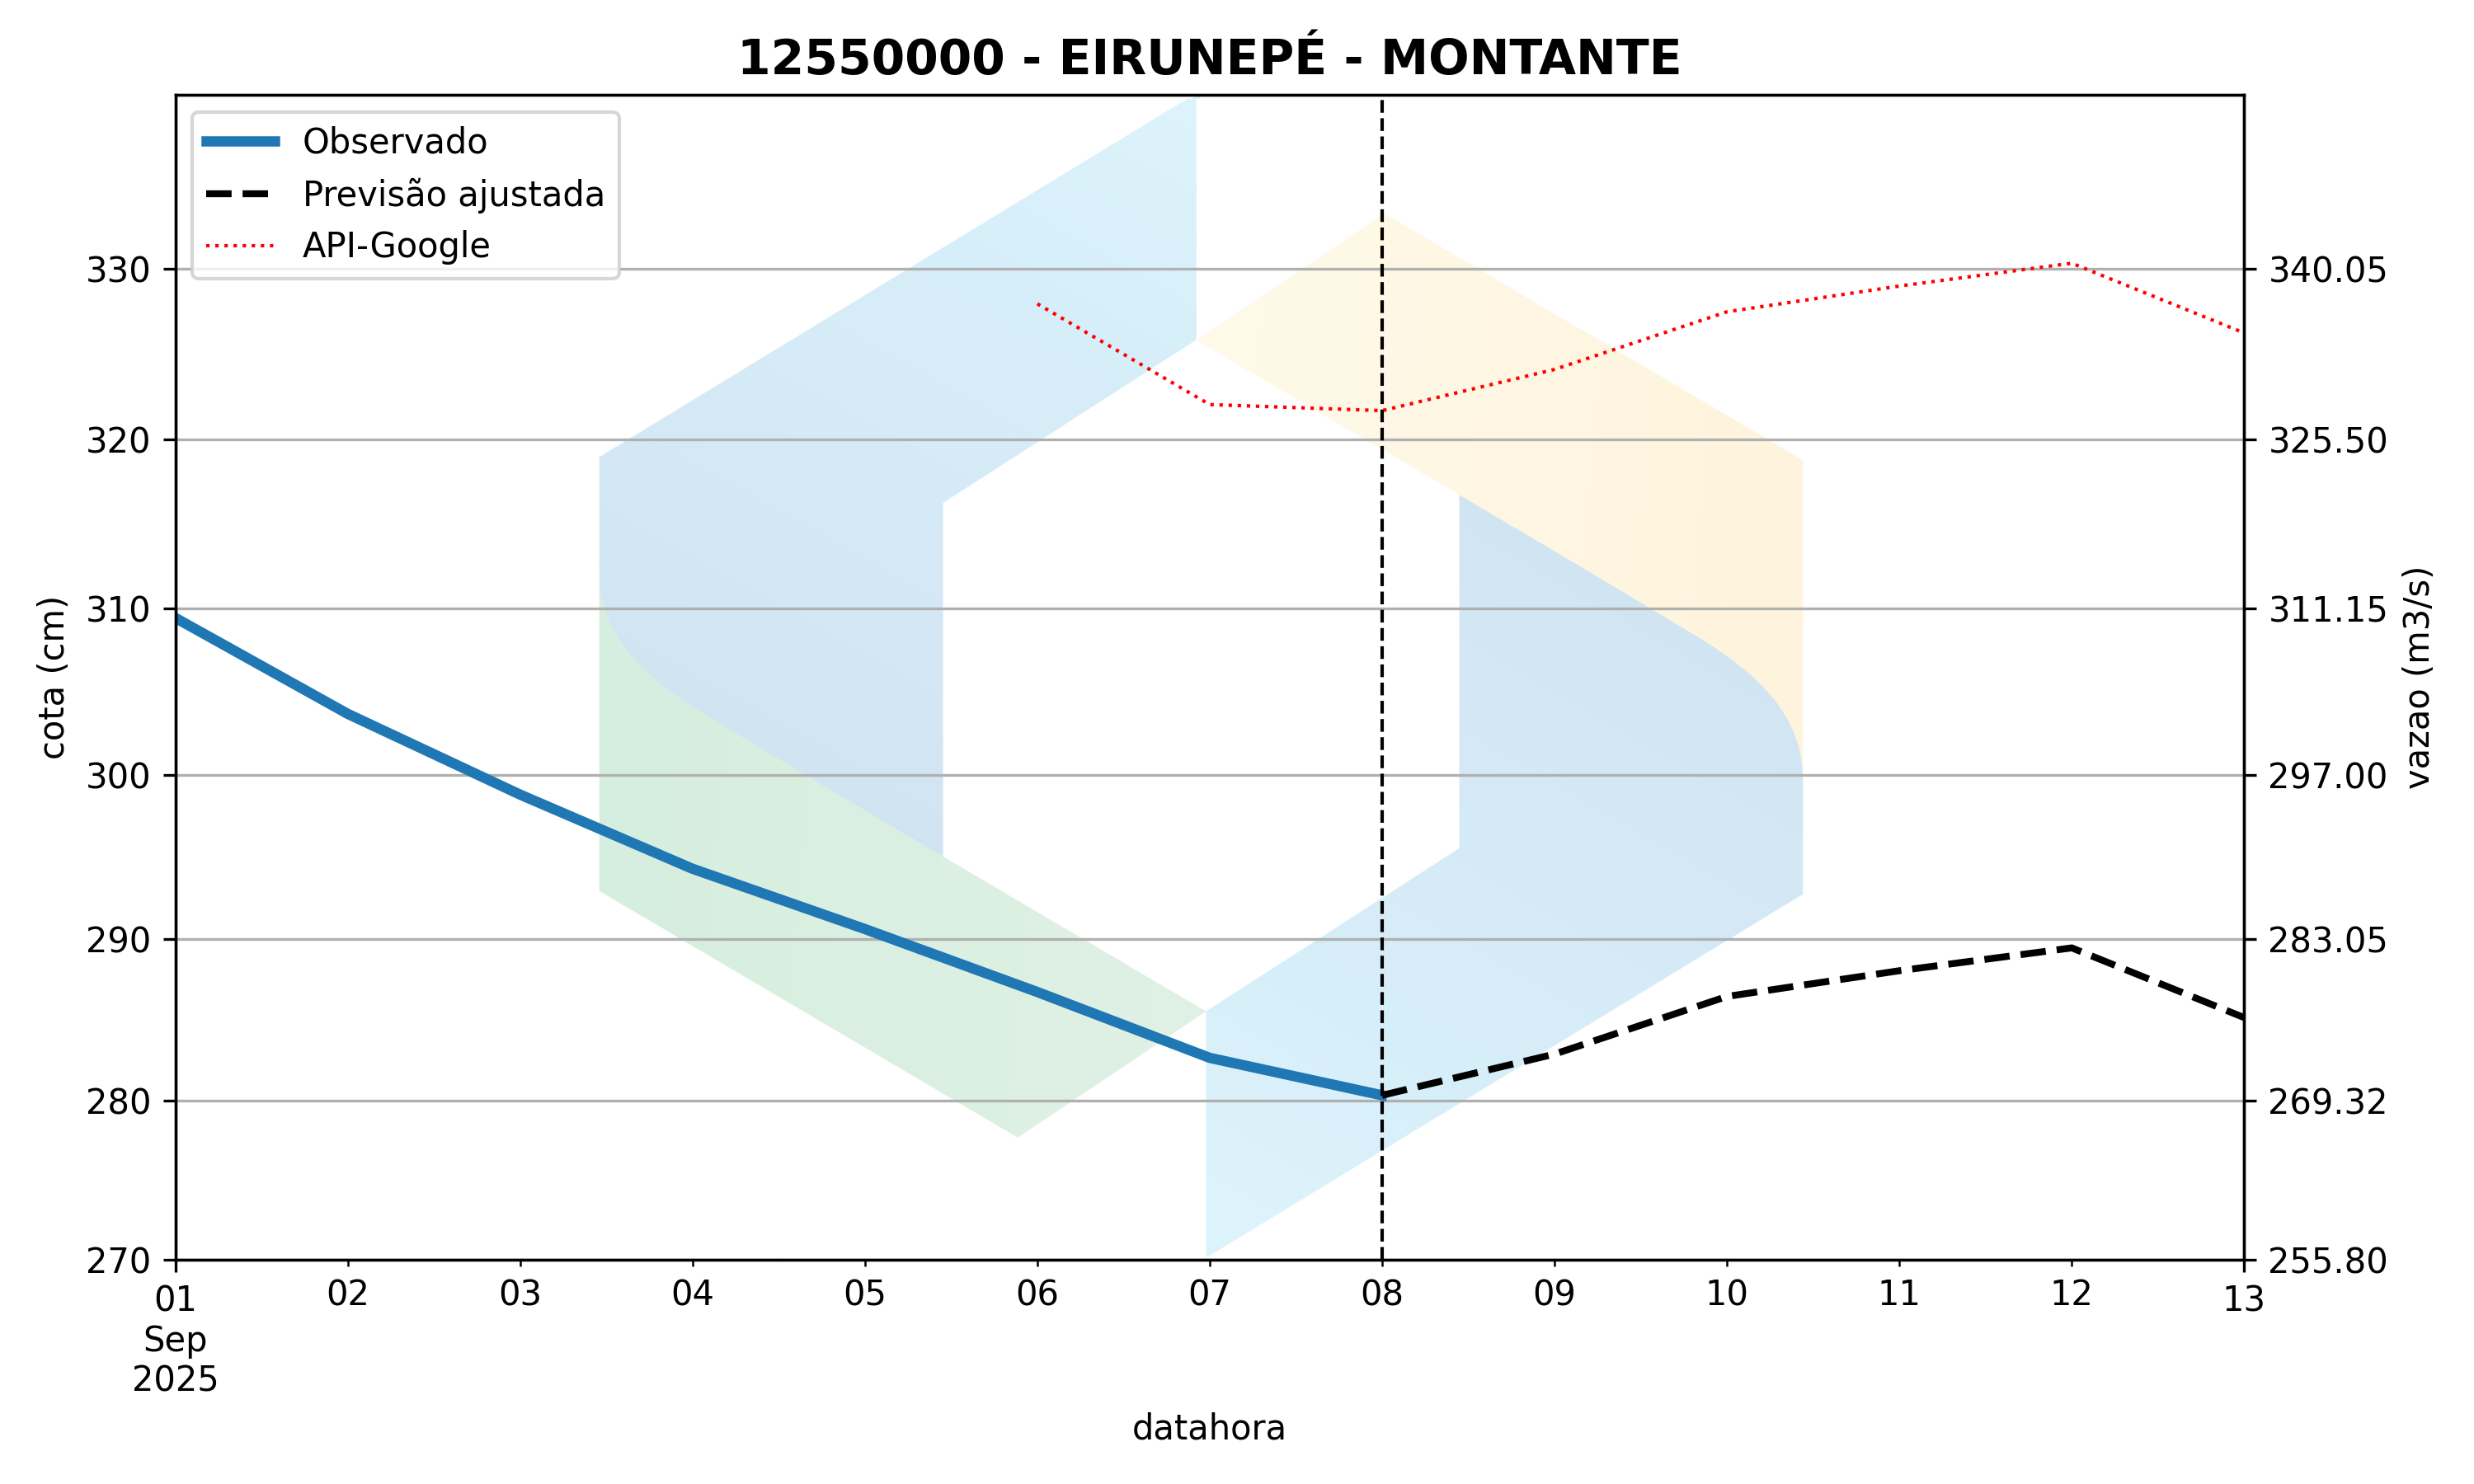 12550000 - EIRUNEPÉ - MONTANTE
Observado
Previsão ajustada
API-Google
330
320
310
300
290
280
270
cota (cm)
340.05
325.50
311.15
297.00
283.05
269.32
255.80
vazao (m3/s)
01 02 03 04 05 06 07 08 09 10 11 12 13
Sep
2025
datahora